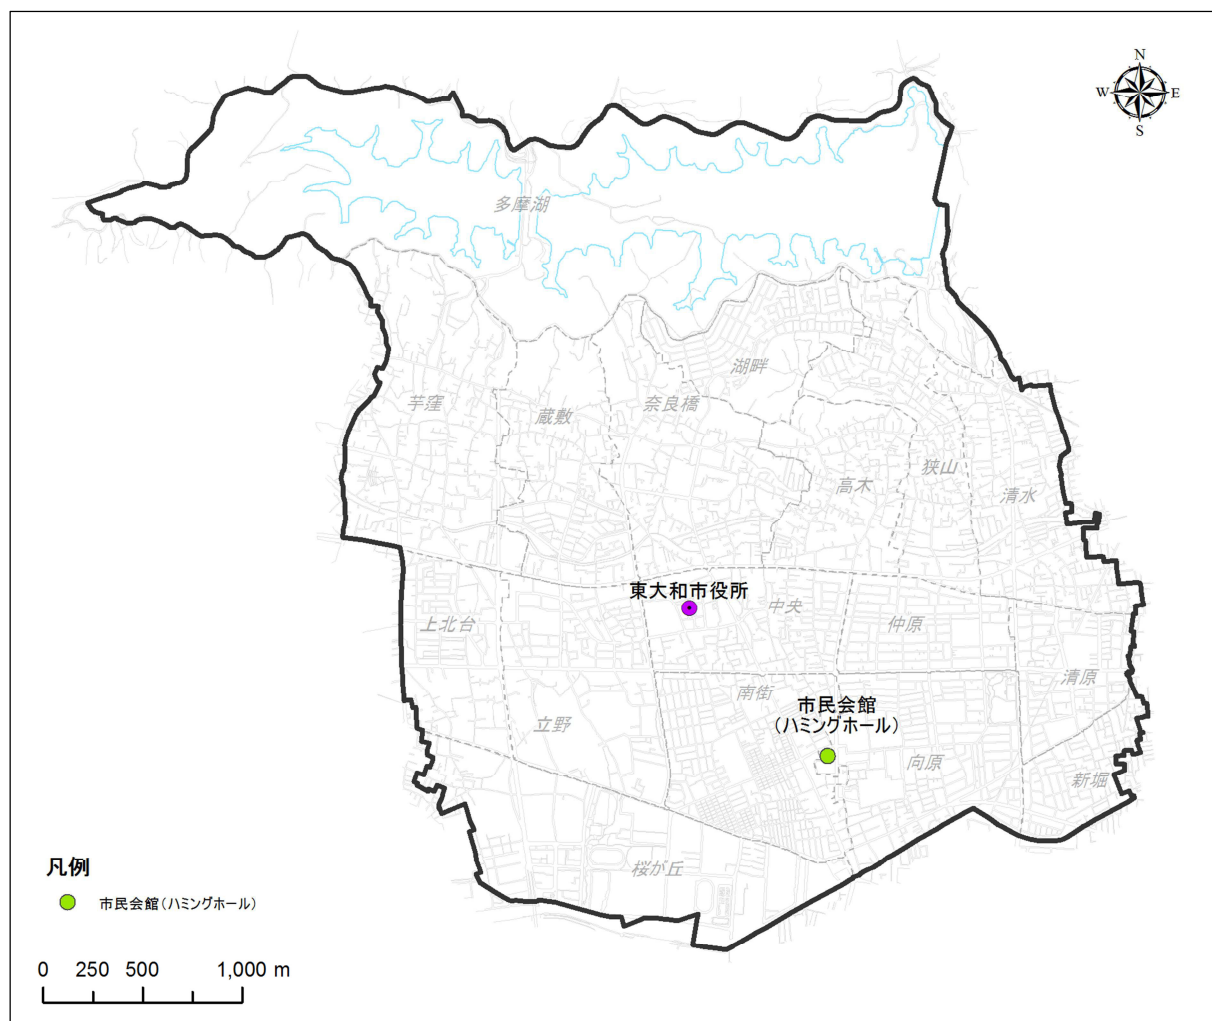 N
W
E
S
多摩湖
湖畔
芋窪
蔵敷
奈良橋
狭山
高木
清水
東大和市役所
中央
上北台
仲原
清原
南街
市民会館
（ハミングホール）
立野
向原
新堀
桜が丘
凡例
市民会館（ハミングホール）
0 250 500 1,000 m